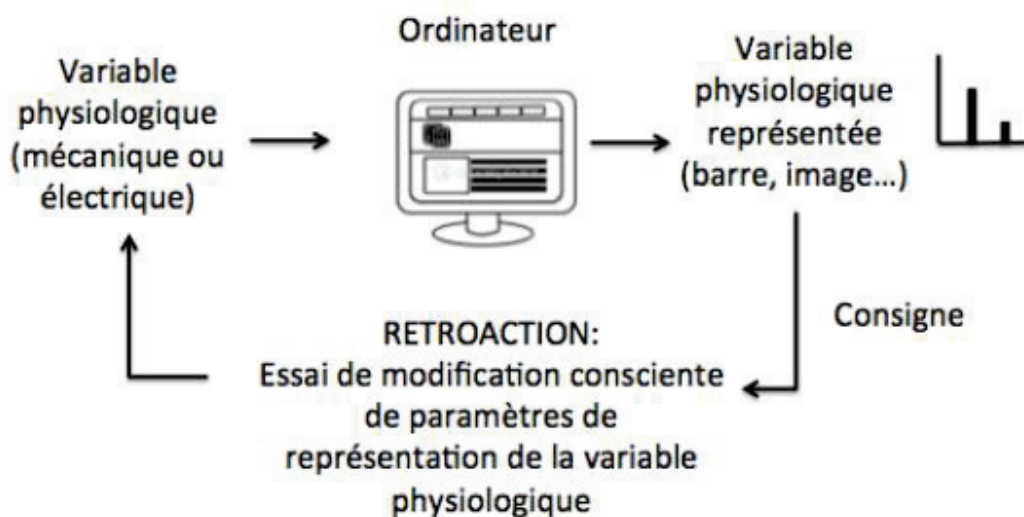 Ordinateur
Variable
physiologique
(mécanique ou
électrique)
Variable
physiologique
représentée
(barre, image...)
Consigne
RETROACTION:
Essai de modification consciente
de paramètres de
représentation de la variable
physiologique